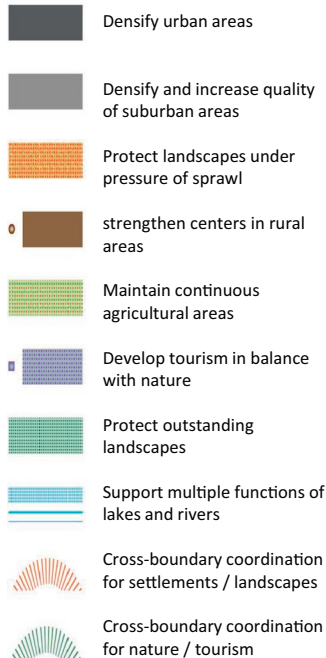 Densify urban areas
Densify and increase quality
of suburban areas
Protect landscapes under
pressure of sprawl
strengthen centers in rural
areas
Maintain continuous
agricultural areas
Develop tourism in balance
with nature
Protect outstanding
landscapes
Support multiple functions of
lakes and rivers
Cross-boundary coordination
for settlements / landscapes
Cross-boundary coordination
for nature / tourism